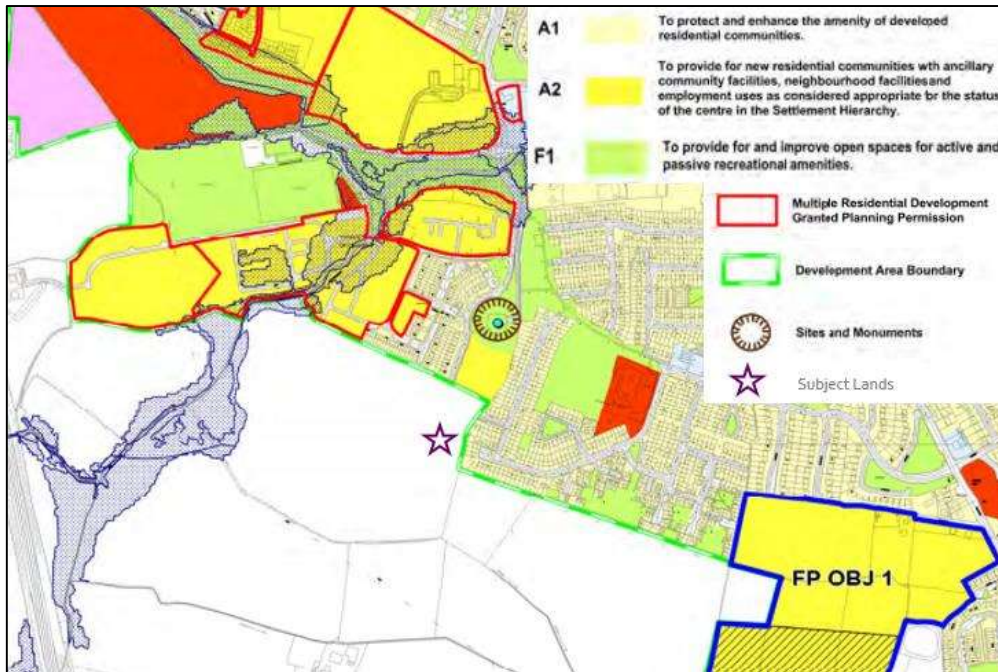 A1
To protect and enhance the amenity of developed
residential communities.
A2
To provide for new residential communities wth ancillary
community facilities, neighbourhood facilities and
employment uses as considered appropriate for the status
of the centre in the Settlement Hierarchy.
F1
To provide for and improve open spaces for active and
passive recreational amenities.
Multiple Residential Development
Granted Planning Permission
Development Area Boundary
Sites and Monuments
Subject Lands
FP OBJ 1